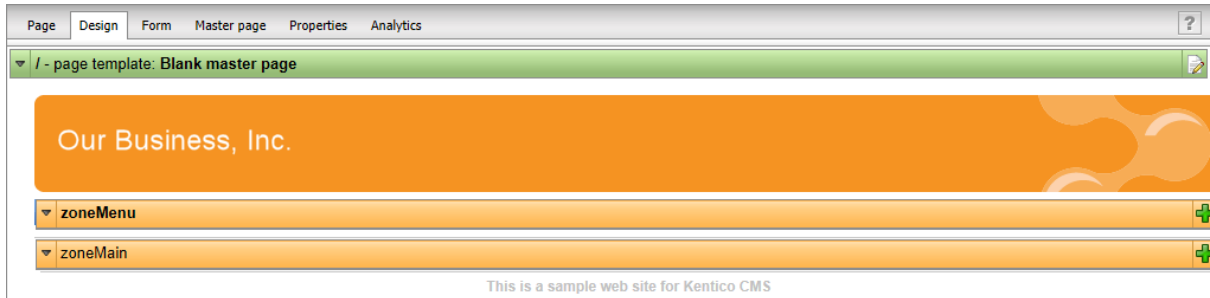 Page Design Form Master page Properties Analytics ?
/ - page template: Blank master page
Our Business, Inc.
zoneMenu
zoneMain
This is a sample web site for Kentico CMS